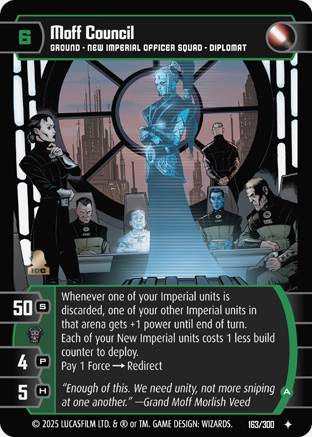 6
Moff Council
GROUND • NEW IMPERIAL OFFICER SQUAD • DIPLOMAT
IDC
50 S
4 P
5 H
Whenever one of your Imperial units is
discarded, one of your other Imperial units in
that arena gets +1 power until end of turn.
Each of your New Imperial units costs 1 less build
counter to deploy.
Pay 1 Force → Redirect
“Enough of this. We need unity, not more sniping
at one another.” —Grand Moff Morlish Veed
A
© 2025 LUCASFILM LTD. & ® or TM. GAME DESIGN: WIZARDS.
163/300